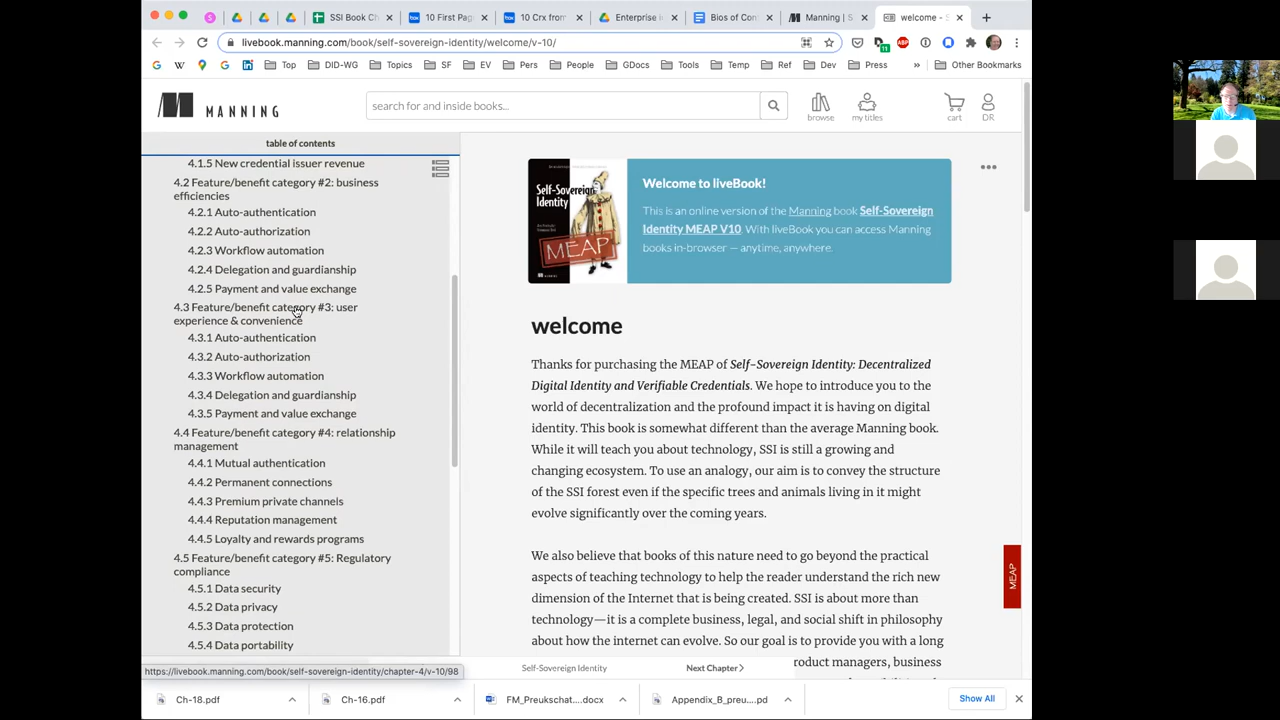 SSI Book Ch
10 First Pag
10 Crx from
Enterprise i
Bios of Con
Manning | S
welcome - S
livebook.manning.com/book/self-sovereign-identity/welcome/v-10/
11
ABP
Top
DID-WG
Topics
SF
EV
Pers
People
GDocs
Tools
Temp
Ref
Dev
Press
»
Other Bookmarks
MANNING
search for and inside books...
browse
my titles
cart
DR
table of contents
4.1.5 New credential issuer revenue
4.2 Feature/benefit category #2: business
efficiencies
4.2.1 Auto-authentication
4.2.2 Auto-authorization
4.2.3 Workflow automation
4.2.4 Delegation and guardianship
4.2.5 Payment and value exchange
4.3 Feature/benefit category #3: user
experience & convenience
4.3.1 Auto-authentication
4.3.2 Auto-authorization
4.3.3 Workflow automation
4.3.4 Delegation and guardianship
4.3.5 Payment and value exchange
4.4 Feature/benefit category #4: relationship
management
4.4.1 Mutual authentication
4.4.2 Permanent connections
4.4.3 Premium private channels
4.4.4 Reputation management
4.4.5 Loyalty and rewards programs
4.5 Feature/benefit category #5: Regulatory
compliance
4.5.1 Data security
4.5.2 Data privacy
4.5.3 Data protection
4.5.4 Data portability
Self-Sovereign
Identity
MEAP
Welcome to liveBook!
This is an online version of the Manning book Self-Sovereign
Identity MEAP V10. With liveBook you can access Manning
books in-browser — anytime, anywhere.
welcome
Thanks for purchasing the MEAP of Self-Sovereign Identity: Decentralized
Digital Identity and Verifiable Credentials. We hope to introduce you to the
world of decentralization and the profound impact it is having on digital
identity. This book is somewhat different than the average Manning book.
While it will teach you about technology, SSI is still a growing and
changing ecosystem. To use an analogy, our aim is to convey the structure
of the SSI forest even if the specific trees and animals living in it might
evolve significantly over the coming years.
We also believe that books of this nature need to go beyond the practical
aspects of teaching technology to help the reader understand the rich new
dimension of the Internet that is being created. SSI is about more than
technology—it is a complete business, legal, and social shift in philosophy
about how the internet can evolve. So our goal is to provide you with a long
roduct managers, business
MEAP
https://livebook.manning.com/book/self-sovereign-identity/chapter-4/v-10/98
Self-Sovereign Identity
Next Chapter
Ch-18.pdf
Ch-16.pdf
FM_Preukschat....docx
Appendix_B_preu....pd
Show All